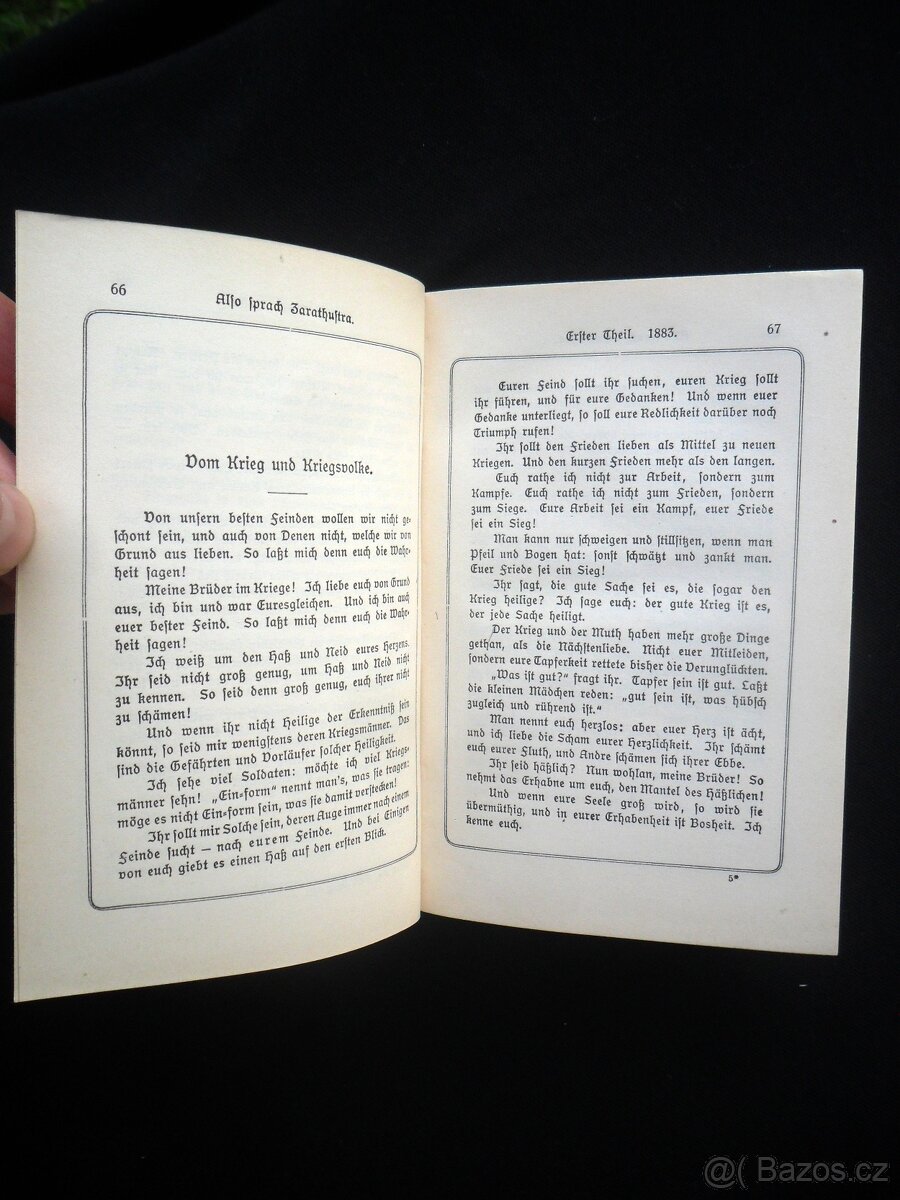 66
Also sprach Zarathustra.
Vom Krieg und Kriegsvolke.
Von unsern besten Feinden wollen wir nicht ge-
schont sein, und auch von Denen nicht, welche wir von
Grund aus lieben. So laßt mich denn euch die Wahr-
heit sagen!
Meine Brüder im Kriege! Ich liebe euch von Grund
aus, ich bin und war Euresgleichen. Und ich bin auch
euer bester Feind. So laßt mich denn euch die Wahr-
heit sagen!
Ich weiß um den Haß und Neid eures Herzens.
Ihr seid nicht groß genug, um Haß und Neid nicht
zu kennen. So seid denn groß genug, euch ihrer nicht
zu schämen!
Und wenn ihr nicht Heilige der Erkenntniß sein
könnt, so seid mir wenigstens deren Kriegsmänner. Das
sind die Gefährten und Vorläufer solcher Heiligkeit.
Ich sehe viel Soldaten: möchte ich viel Kriegs-
männer sehn! „Ein-form“ nennt man's, was sie tragen:
möge es nicht Ein-form sein, was sie damit verstecken!
Ihr sollt mir Solche sein, deren Auge immer nach einem
Feinde sucht — nach eurem Feinde. Und bei Einigen
von euch giebt es einen Haß auf den ersten Blick.
Erster Theil. 1883.
67
Euren Feind sollt ihr suchen, euren Krieg sollt
ihr führen, und für eure Gedanken! Und wenn euer
Gedanke unterliegt, so soll eure Redlichkeit darüber noch
Triumph rufen!
Ihr sollt den Frieden lieben als Mittel zu neuen
Kriegen. Und den kurzen Frieden mehr als den langen.
Euch rathe ich nicht zur Arbeit, sondern zum
Kampfe. Euch rathe ich nicht zum Frieden, sondern
zum Siege. Eure Arbeit sei ein Kampf, euer Friede
sei ein Sieg!
Man kann nur schweigen und stillsitzen, wenn man
Pfeil und Bogen hat: sonst schwätzt und zankt man.
Euer Friede sei ein Sieg!
Ihr sagt, die gute Sache sei es, die sogar den
Krieg heilige? Ich sage euch: der gute Krieg ist es,
der jede Sache heiligt.
Der Krieg und der Muth haben mehr große Dinge
gethan, als die Nächstenliebe. Nicht euer Mitleiden,
sondern eure Tapferkeit rettete bisher die Verunglückten.
„Was ist gut?“ fragt ihr. Tapfer sein ist gut. Laßt
die kleinen Mädchen reden: „gut sein ist, was hübsch
zugleich und rührend ist.“
Man nennt euch herzlos: aber euer Herz ist ächt,
und ich liebe die Scham eurer Herzlichkeit. Ihr schämt
euch eurer Fluth, und Andre schämen sich ihrer Ebbe.
Ihr seid häßlich? Nun wohlan, meine Brüder! So
nehmt das Erhabne um euch, den Mantel des Häßlichen!
Und wenn eure Seele groß wird, so wird sie
übermüthig, und in eurer Erhabenheit ist Bosheit. Ich
kenne euch.
5*
@( Bazos.cz